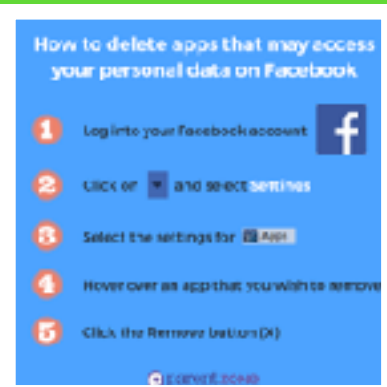 How to delete apps that may access
your personal data on Facebook
1 Log into your Facebook account f
2 Click on and select settings
3 Select the settings for Apps
4 Hover over an app that you wish to remove
5 Click the Remove button (X)